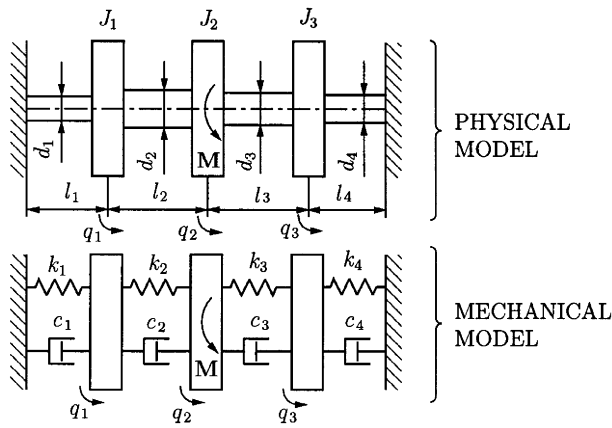 J₁ J₂ J₃
d₁ d₂ M d₃ d₄
l₁ l₂ l₃ l₄
q₁ q₂ q₃
PHYSICAL
MODEL
k₁ k₂ k₃ k₄
c₁ c₂ c₃ c₄
M
q₁ q₂ q₃
MECHANICAL
MODEL